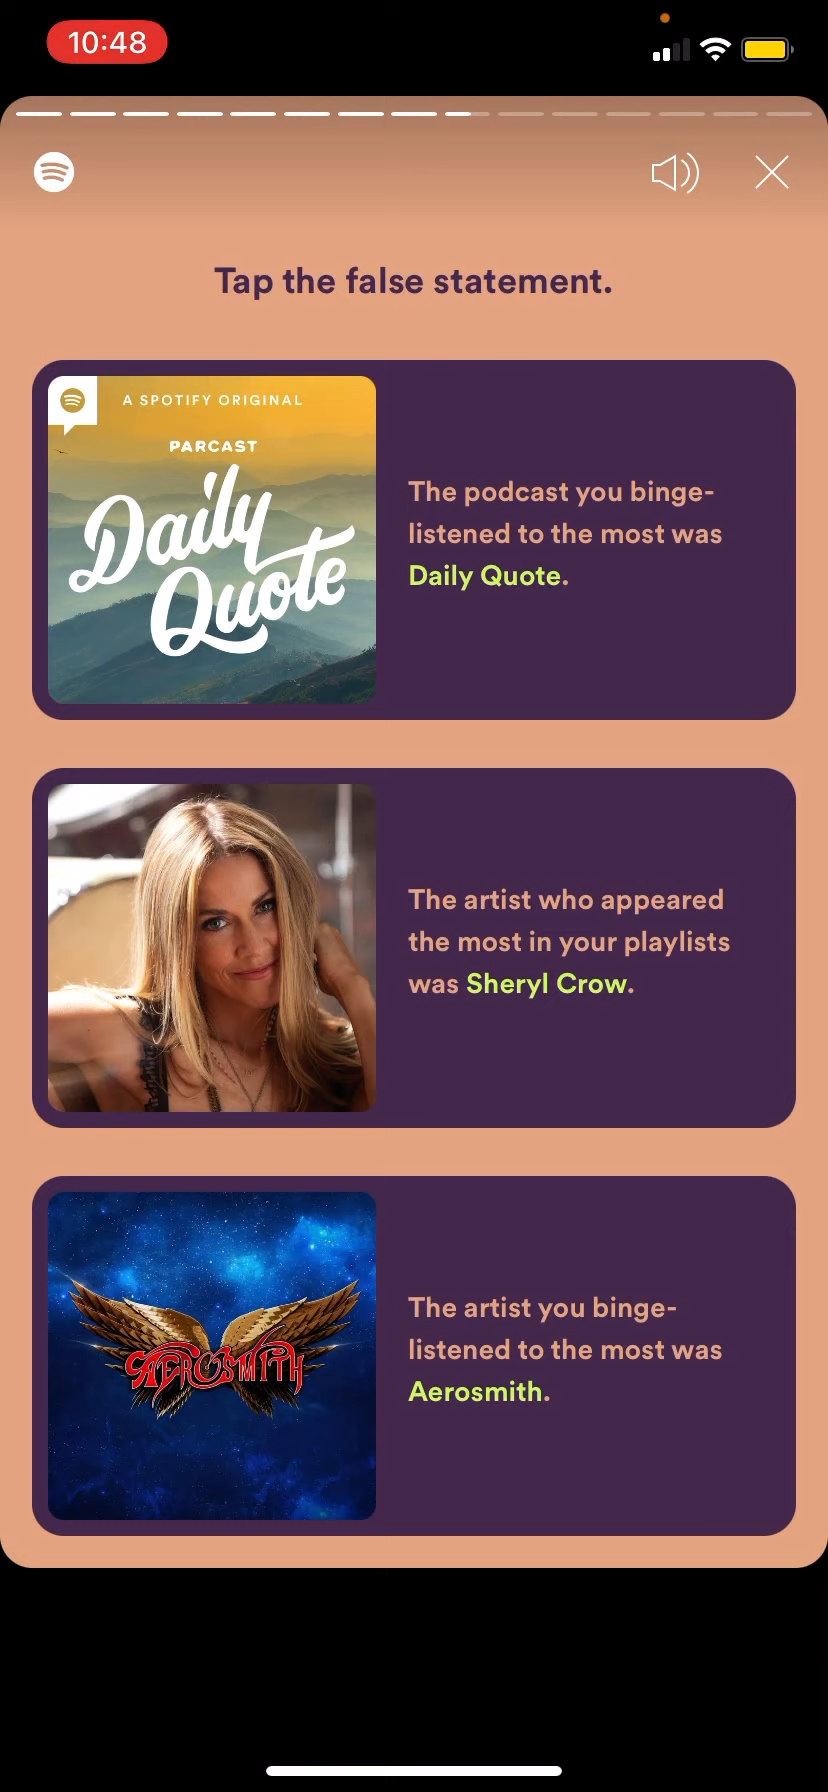 10:48
Tap the false statement.
A SPOTIFY ORIGINAL
PARCAST
Daily
Quote
The podcast you binge-
listened to the most was
Daily Quote.
The artist who appeared
the most in your playlists
was Sheryl Crow.
AEROSMITH
The artist you binge-
listened to the most was
Aerosmith.